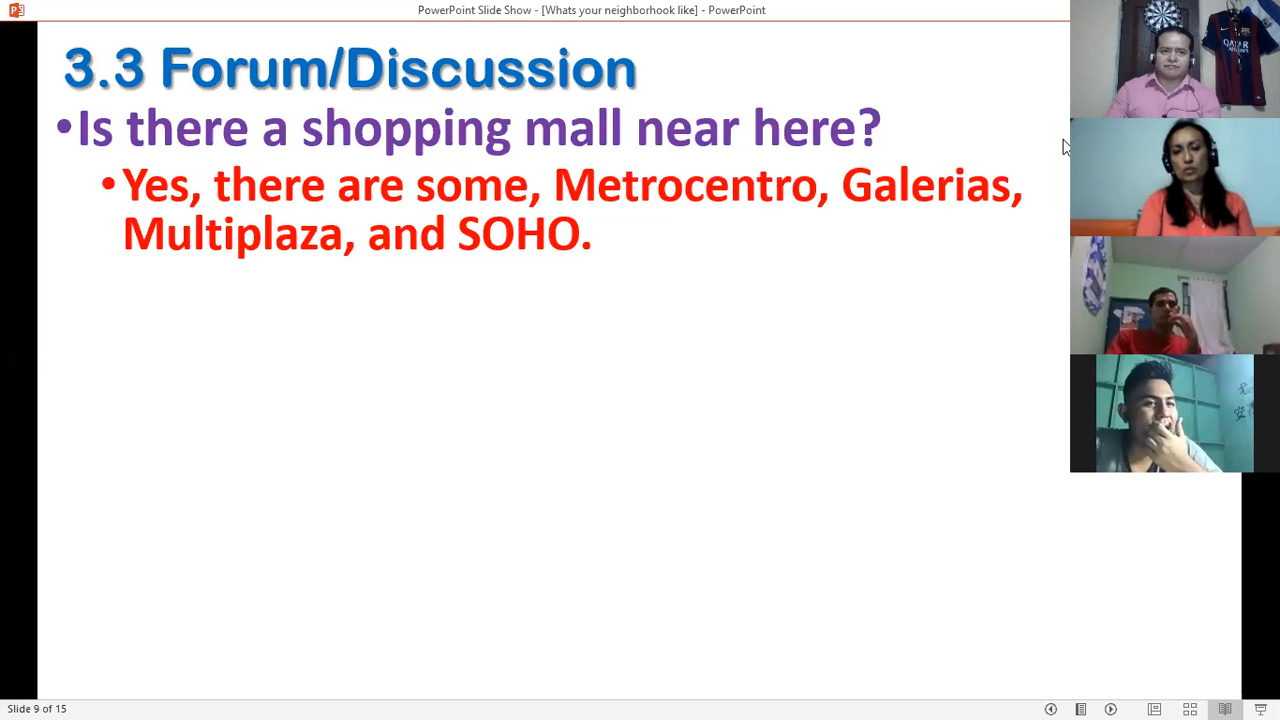 PowerPoint Slide Show - [Whats your neighborhook like] - PowerPoint
3.3 Forum/Discussion
•Is there a shopping mall near here?
•Yes, there are some, Metrocentro, Galerias,
Multiplaza, and SOHO.
QATAR
Slide 9 of 15